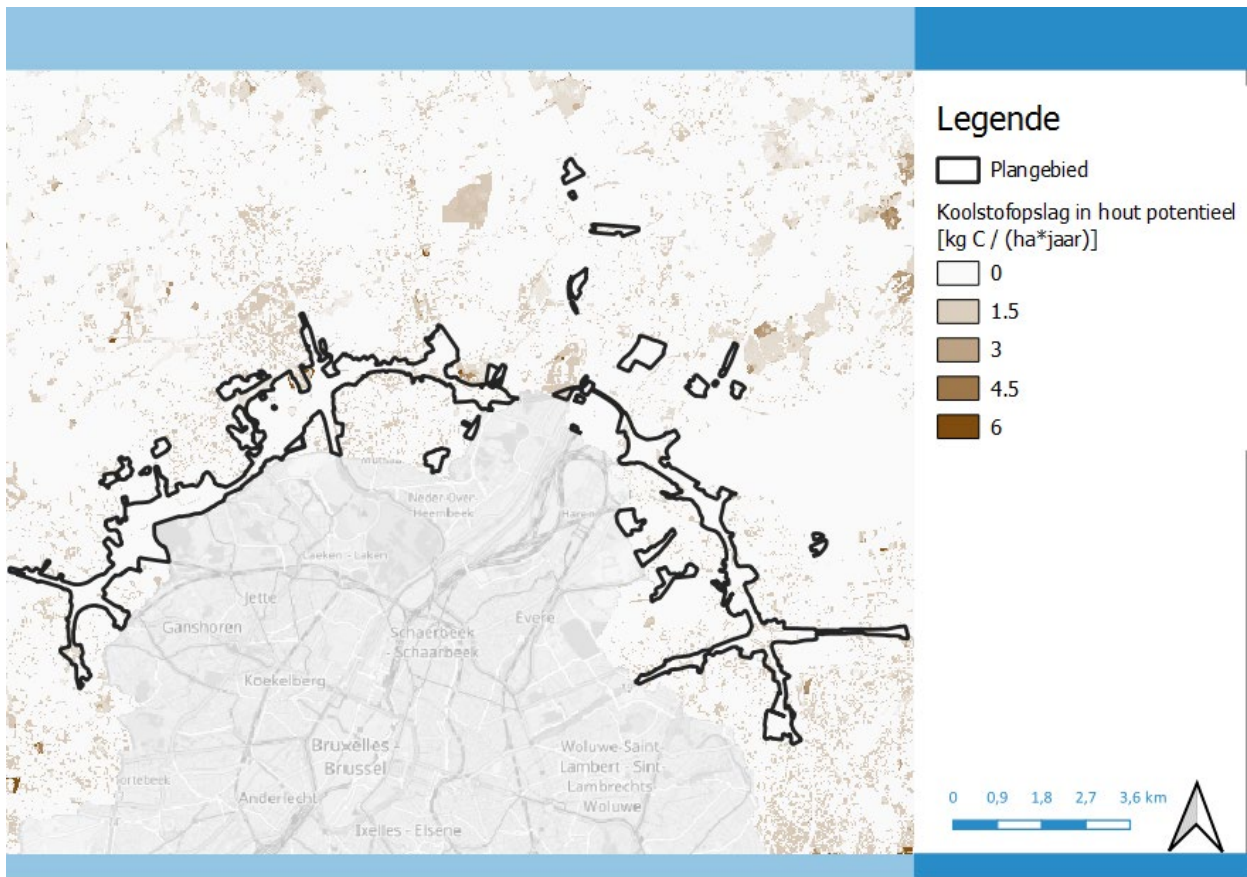 Legende
Plangebied
Koolstofopslag in hout potentieel
[kg C / (ha*jaar)]
0
1.5
3
4.5
6
Neder-Over-
Heembeek
Haren
Laeken - Laken
Jette
Ganshoren
Evere
Schaerbeek
- Schaarbeek
Koekelberg
Bruxelles -
Brussel
Woluwe-Saint-
Lambert - Sint-
Lambrechts-
Woluwe
Anderlecht
Ixelles - Elsene
0 0,9 1,8 2,7 3,6 km